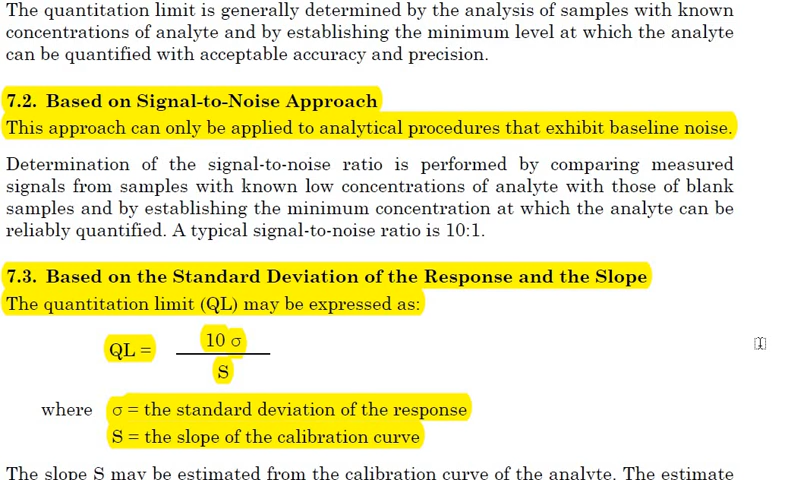 The quantitation limit is generally determined by the analysis of samples with known
concentrations of analyte and by establishing the minimum level at which the analyte
can be quantified with acceptable accuracy and precision.
7.2. Based on Signal-to-Noise Approach
This approach can only be applied to analytical procedures that exhibit baseline noise.
Determination of the signal-to-noise ratio is performed by comparing measured
signals from samples with known low concentrations of analyte with those of blank
samples and by establishing the minimum concentration at which the analyte can be
reliably quantified. A typical signal-to-noise ratio is 10:1.
7.3. Based on the Standard Deviation of the Response and the Slope
The quantitation limit (QL) may be expressed as:
10 σ
QL =
S
where σ = the standard deviation of the response
S = the slope of the calibration curve
The slope S may be estimated from the calibration curve of the analyte. The estimate